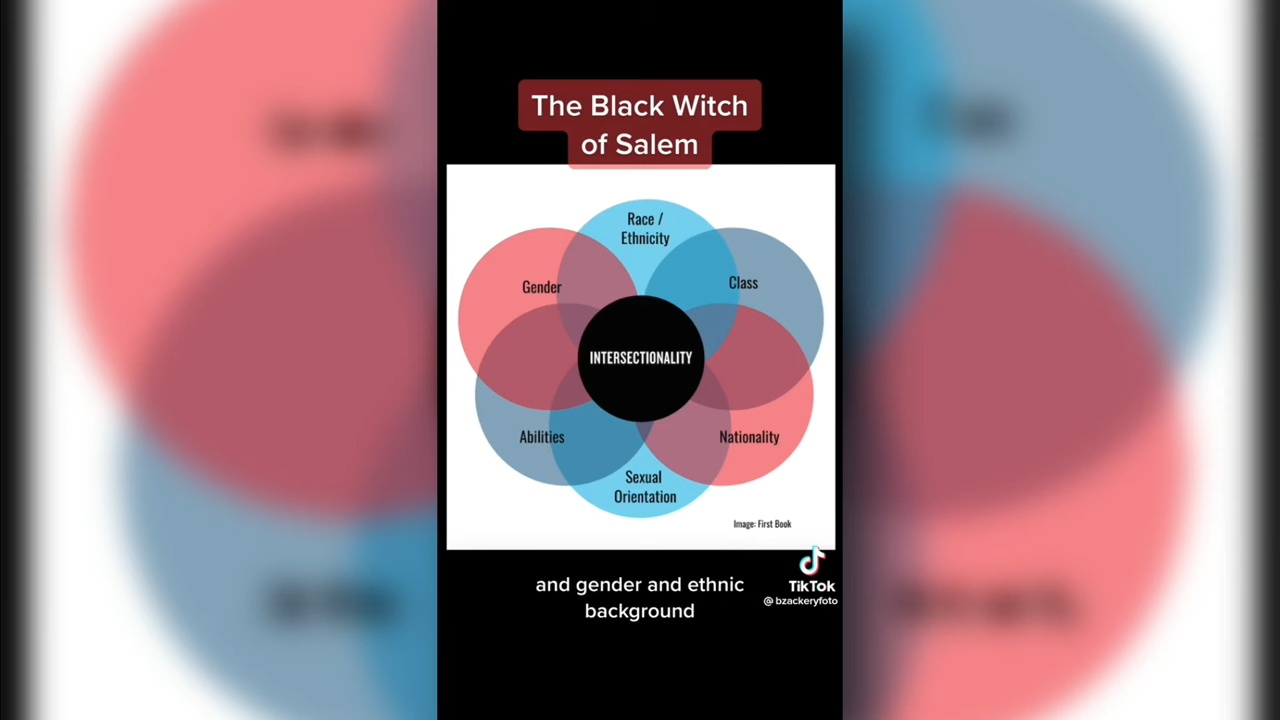 The Black Witch
of Salem
Race /
Ethnicity
Gender
Class
INTERSECTIONALITY
Abilities
Nationality
Sexual
Orientation
Image: First Book
and gender and ethnic
background
TikTok
@ bzackeryfoto